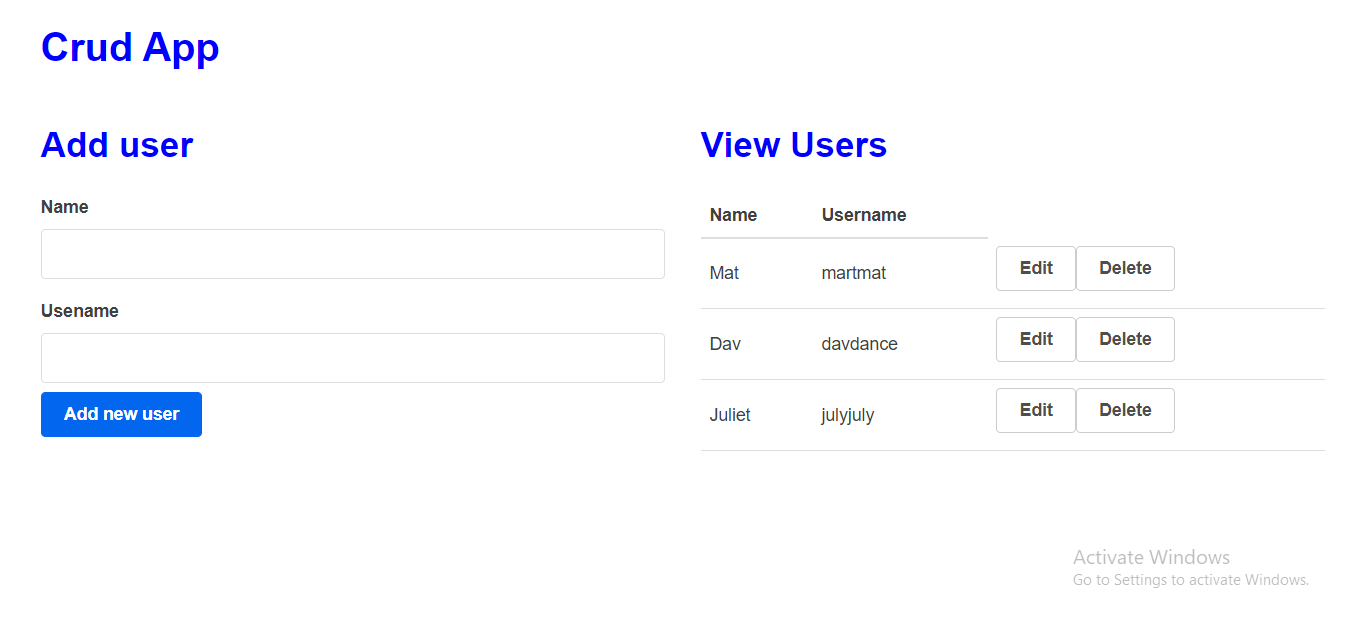 Crud App
Add user
Name
Usename
Add new user
View Users
Name Username
Mat martmat Edit Delete
Dav davdance Edit Delete
Juliet julyjuly Edit Delete
Activate Windows
Go to Settings to activate Windows.